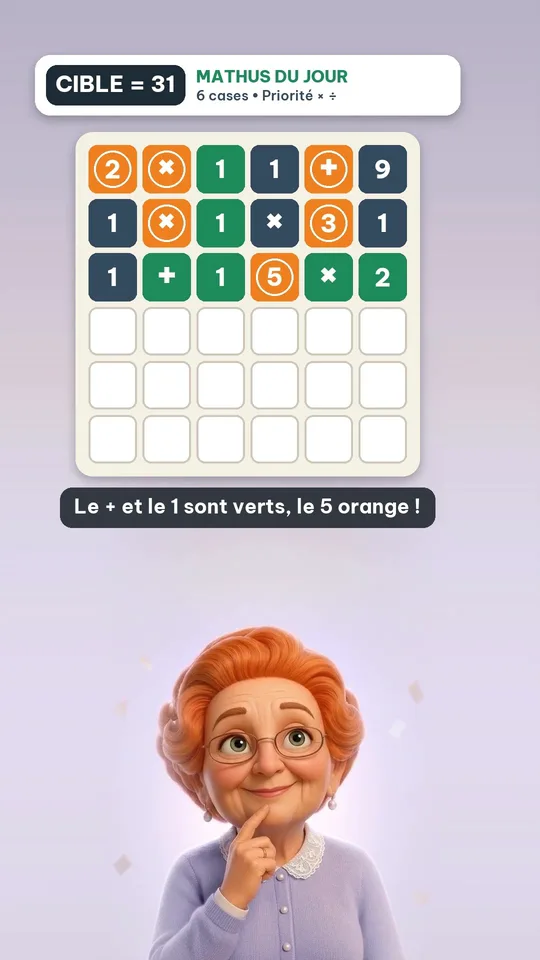 CIBLE = 31
MATHUS DU JOUR
6 cases • Priorité × ÷
2 × 1 1 + 9
1 × 1 × 3 1
1 + 1 5 × 2
Le + et le 1 sont verts, le 5 orange !